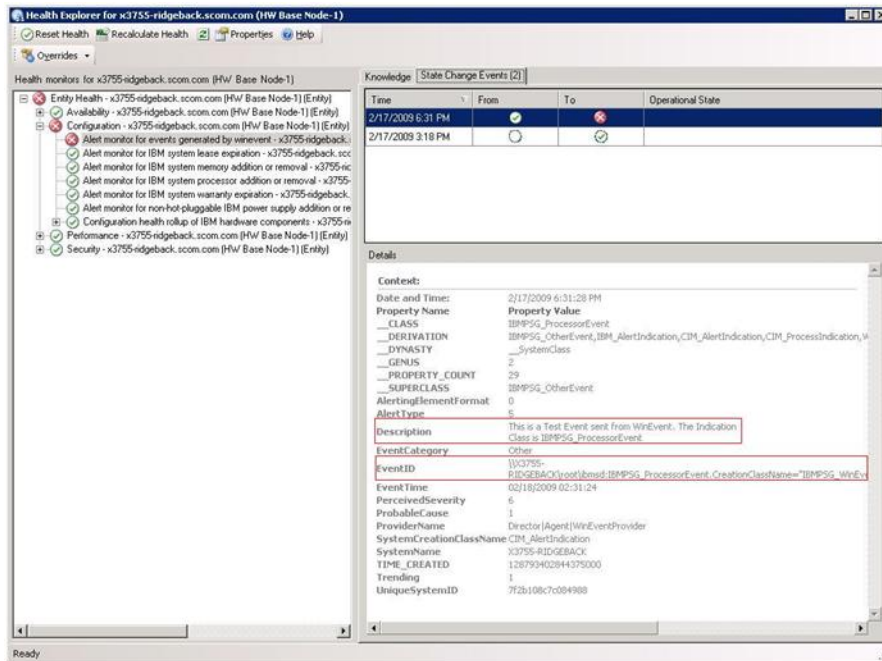 Health Explorer for x3755-ridgeback.scom.com (HW Base Node-1)
Reset Health Recalculate Health Properties Help
Overrides
Health monitors for x3755-ridgeback.scom.com (HW Base Node-1)
Entity Health - x3755-ridgeback.scom.com (HW Base Node-1) (Entity)
Availability - x3755-ridgeback.scom.com (HW Base Node-1) (Entity)
Configuration - x3755-ridgeback.scom.com (HW Base Node-1) (Entity)
Alert monitor for events generated by winevent - x3755-ridgeback.
Alert monitor for IBM system lease expiration - x3755-ridgeback.sco
Alert monitor for IBM system memory addition or removal - x3755-ric
Alert monitor for IBM system processor addition or removal - x3755-
Alert monitor for IBM system warranty expiration - x3755-ridgeback.
Alert monitor for non-hot-pluggable IBM power supply addition or re
Configuration health rollup of IBM hardware components - x3755-ri
Performance - x3755-ridgeback.scom.com (HW Base Node-1) (Entity)
Security - x3755-ridgeback.scom.com (HW Base Node-1) (Entity)
Knowledge State Change Events (2)
Time From To Operational State
2/17/2009 6:31 PM
2/17/2009 3:18 PM
Details
Context:
Date and Time: 2/17/2009 6:31:28 PM
Property Name Property Value
__CLASS IBMPSG_ProcessorEvent
__DERIVATION IBMPSG_OtherEvent,IBM_AlertIndication,CIM_AlertIndication,CIM_ProcessIndication,
__DYNASTY __SystemClass
__GENUS 2
__PROPERTY_COUNT 29
__SUPERCLASS IBMPSG_OtherEvent
AlertingElementFormat 0
AlertType 5
Description This is a Test Event sent from WinEvent. The Indication
Class is IBMPSG_ProcessorEvent
EventCategory Other
EventID \\X3755-
RIDGEBACK\root\ibmsd:IBMPSG_ProcessorEvent.CreationClassName="IBMPSG_WinEv
EventTime 02/18/2009 02:31:24
PerceivedSeverity 6
ProbableCause 1
ProviderName Director|Agent|WinEventProvider
SystemCreationClassName CIM_AlertIndication
SystemName X3755-RIDGEBACK
TIME_CREATED 128793402844375000
Trending 1
UniqueSystemID 7f2b108c7c084988
Ready